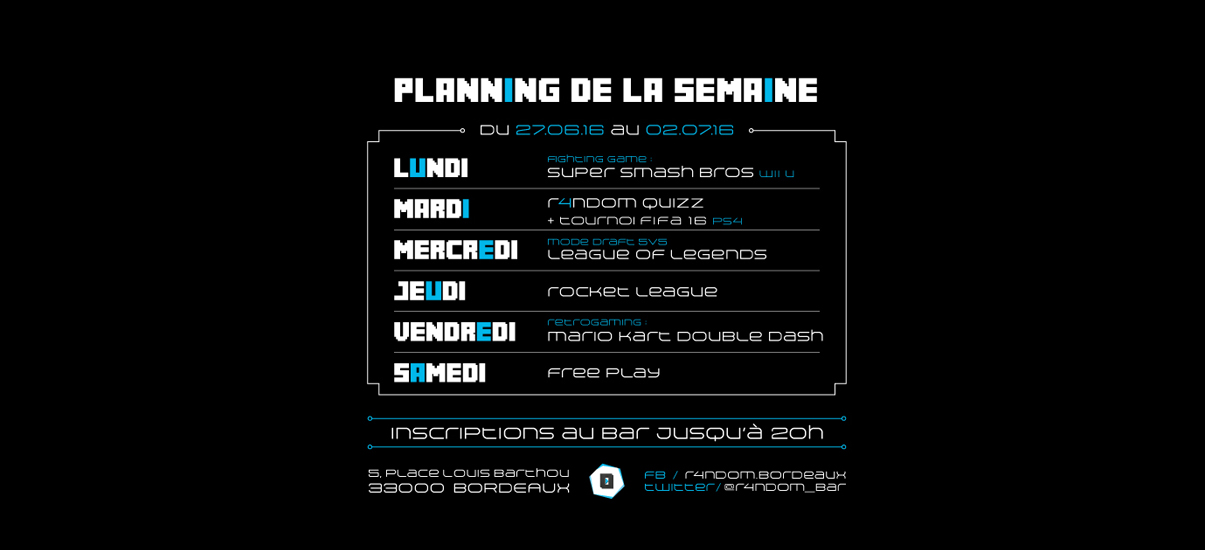 PLANNING DE LA SEMAINE
DU 27.06.16 AU 02.07.16
LUNDI
Fighting Game :
Super Smash Bros Wii U
MARDI
R4NDOM QUIZZ
+ Tournoi FIFA 16 PS4
MERCREDI
Mode Draft 5V5
League of Legends
JEUDI
Rocket League
VENDREDI
Retrogaming :
Mario Kart Double Dash
SAMEDI
Free Play
Inscriptions au Bar jusqu'à 20h
5, Place Louis Barthou
33000 BORDEAUX
FB / R4NDOM.Bordeaux
Twitter/@R4NDOM_Bar